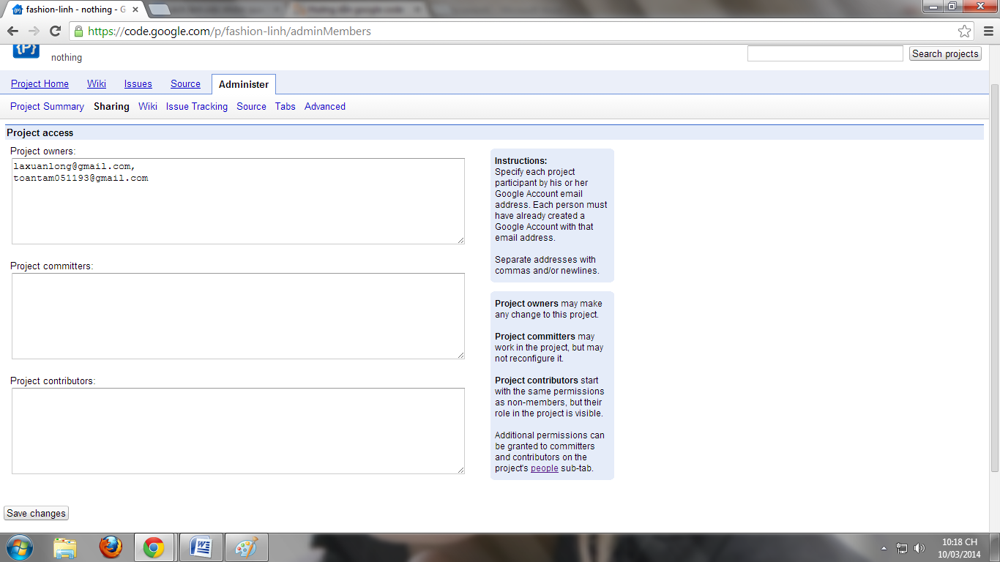 fashion-linh - nothing - G
https://code.google.com/p/fashion-linh/adminMembers
{P}
nothing
Search projects
Project Home Wiki Issues Source Administer
Project Summary Sharing Wiki Issue Tracking Source Tabs Advanced
Project access
Project owners:
laxuanlong@gmail.com,
toantam051193@gmail.com
Project committers:
Project contributors:
Instructions:
Specify each project
participant by his or her
Google Account email
address. Each person must
have already created a
Google Account with that
email address.
Separate addresses with
commas and/or newlines.
Project owners may make
any change to this project.
Project committers may
work in the project, but may
not reconfigure it.
Project contributors start
with the same permissions
as non-members, but their
role in the project is visible.
Additional permissions can
be granted to committers
and contributors on the
project's people sub-tab.
Save changes
10:18 CH
10/03/2014